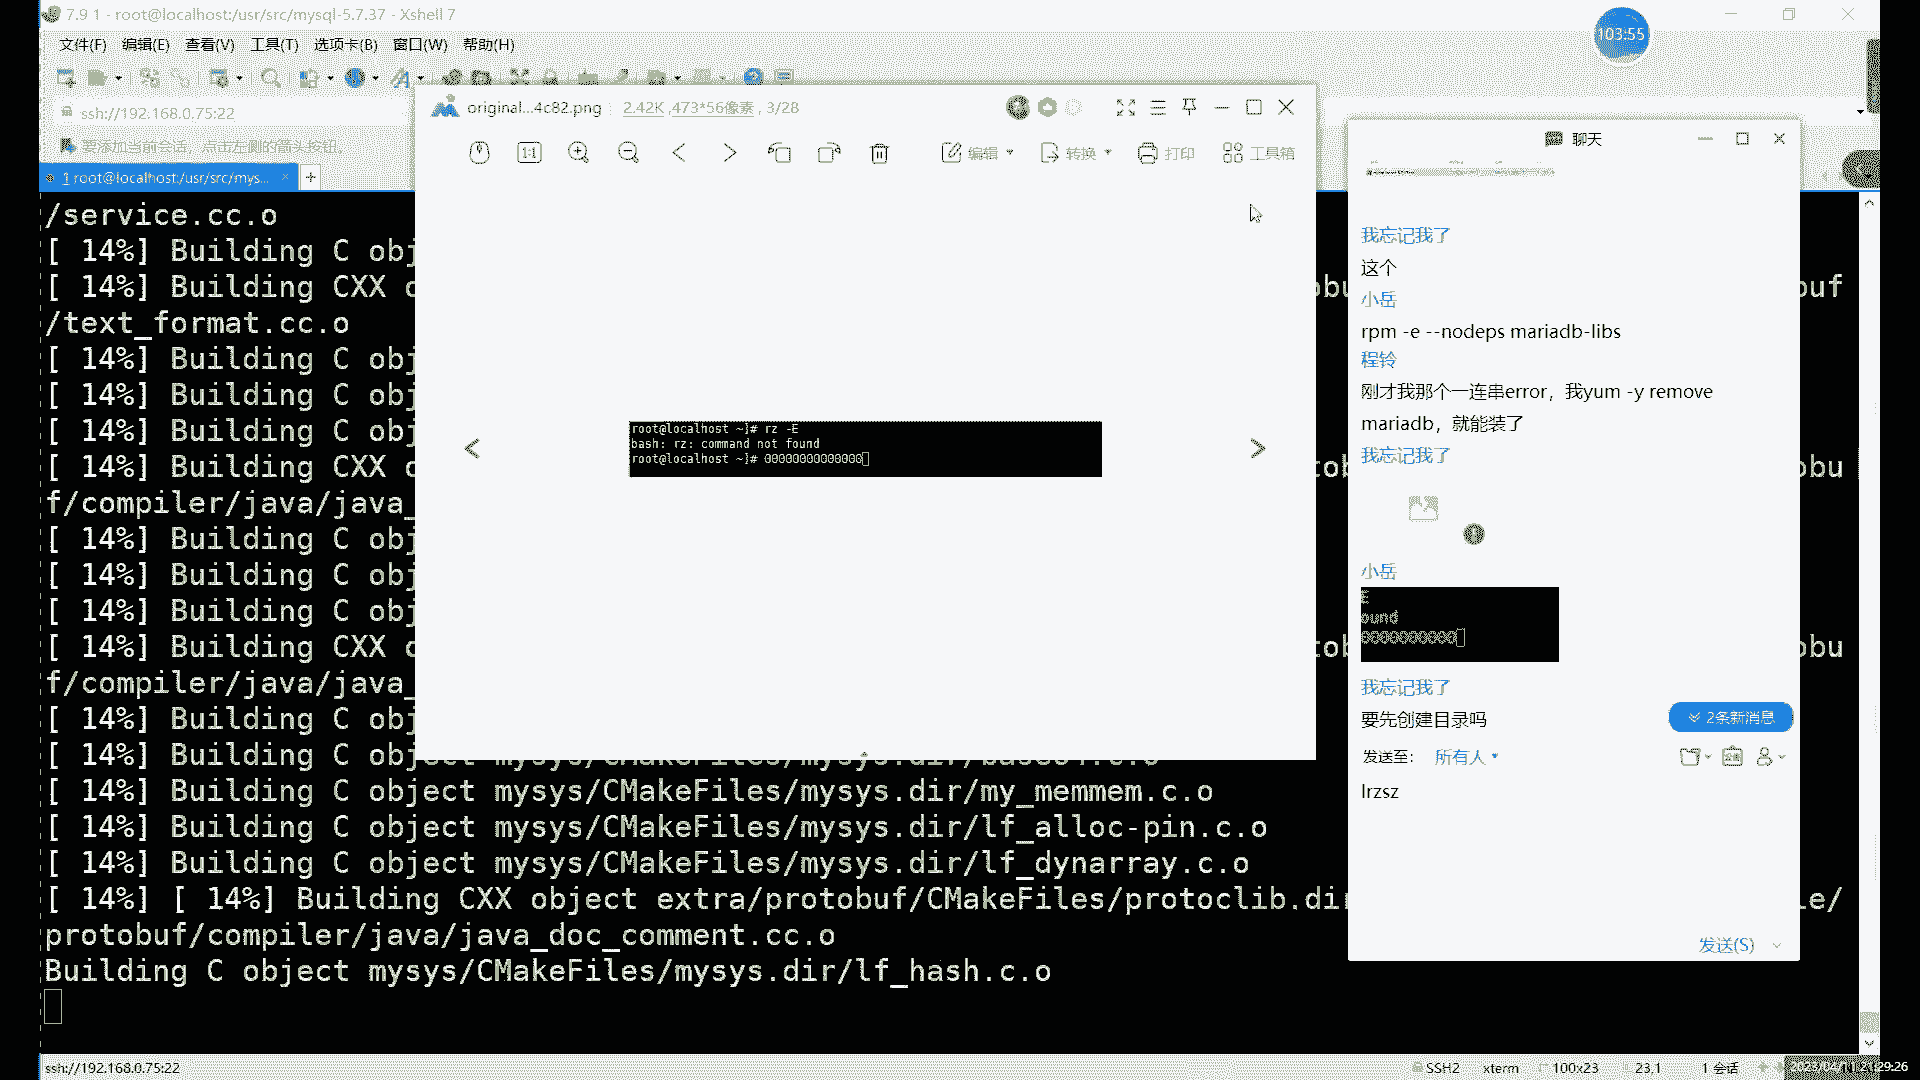 7.9 1 - root@localhost:/usr/src/mysql-5.7.37 - Xshell 7
文件(F) 编辑(E) 查看(V) 工具(T) 选项卡(B) 窗口(W) 帮助(H)
103:55
ssh://192.168.0.75:22
要添加当前会话，点击左侧的箭头按钮。
1 root@localhost:/usr/src/mys...
original...4c82.png 2.42K ,473*56像素 , 3/28
1:1 编辑 转换 打印 工具箱
root@localhost ~]# rz -E
bash: rz: command not found
root@localhost ~]# 00000000000000
/service.cc.o
[ 14%] Building C obj
[ 14%] Building CXX
/text_format.cc.o
[ 14%] Building C obj
[ 14%] Building C obj
[ 14%] Building C obj
[ 14%] Building CXX
f/compiler/java/java_
[ 14%] Building C obj
[ 14%] Building C obj
[ 14%] Building C obj
[ 14%] Building CXX
f/compiler/java/java_
[ 14%] Building C obj
[ 14%] Building C object mysys/CMakeFiles/mysys.dir/base64.c.o
[ 14%] Building C object mysys/CMakeFiles/mysys.dir/my_memmem.c.o
[ 14%] Building C object mysys/CMakeFiles/mysys.dir/lf_alloc-pin.c.o
[ 14%] Building C object mysys/CMakeFiles/mysys.dir/lf_dynarray.c.o
[ 14%] [ 14%] Building CXX object extra/protobuf/CMakeFiles/protoclib.di le/
protobuf/compiler/java/java_doc_comment.cc.o
Building C object mysys/CMakeFiles/mysys.dir/lf_hash.c.o
聊天
我忘记我了
这个
小岳
rpm -e --nodeps mariadb-libs
程铃
刚才我那个一连串error，我yum -y remove
mariadb，就能装了
我忘记我了
小岳
E
ound
00000000000
我忘记我了
要先创建目录吗
2条新消息
发送至： 所有人
lrzsz
发送(S)
ssh://192.168.0.75:22 SSH2 xterm 100x23 23,1 1 会话
2023/04/11 21:29:26